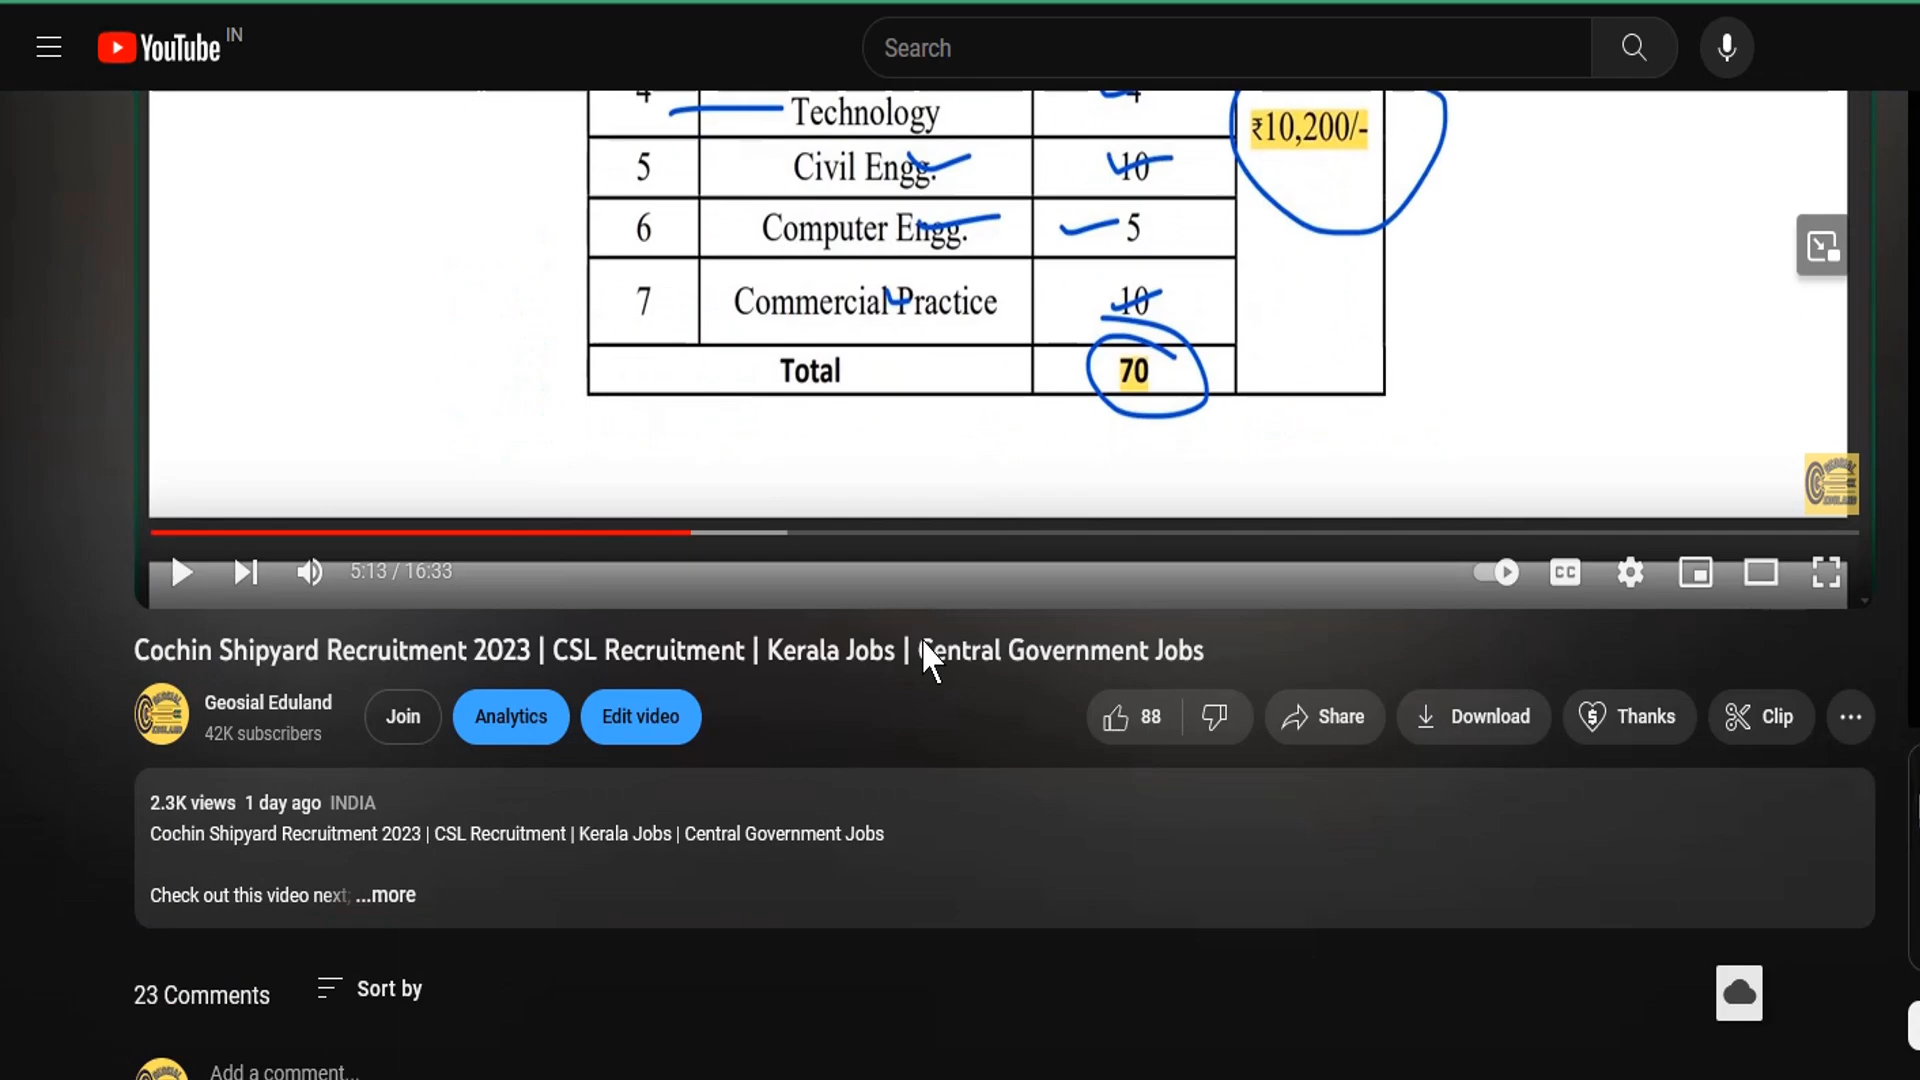 YouTube IN
Search
4 Technology 4 ₹10,200/-
5 Civil Engg. 10
6 Computer Engg. 5
7 Commercial Practice 10
Total 70
5:13 / 16:33
CC
Cochin Shipyard Recruitment 2023 | CSL Recruitment | Kerala Jobs | Central Government Jobs
Geosial Eduland
42K subscribers
Join Analytics Edit video 88 Share Download Thanks Clip
2.3K views 1 day ago INDIA
Cochin Shipyard Recruitment 2023 | CSL Recruitment | Kerala Jobs | Central Government Jobs
Check out this video next; ...more
23 Comments Sort by
Add a comment...